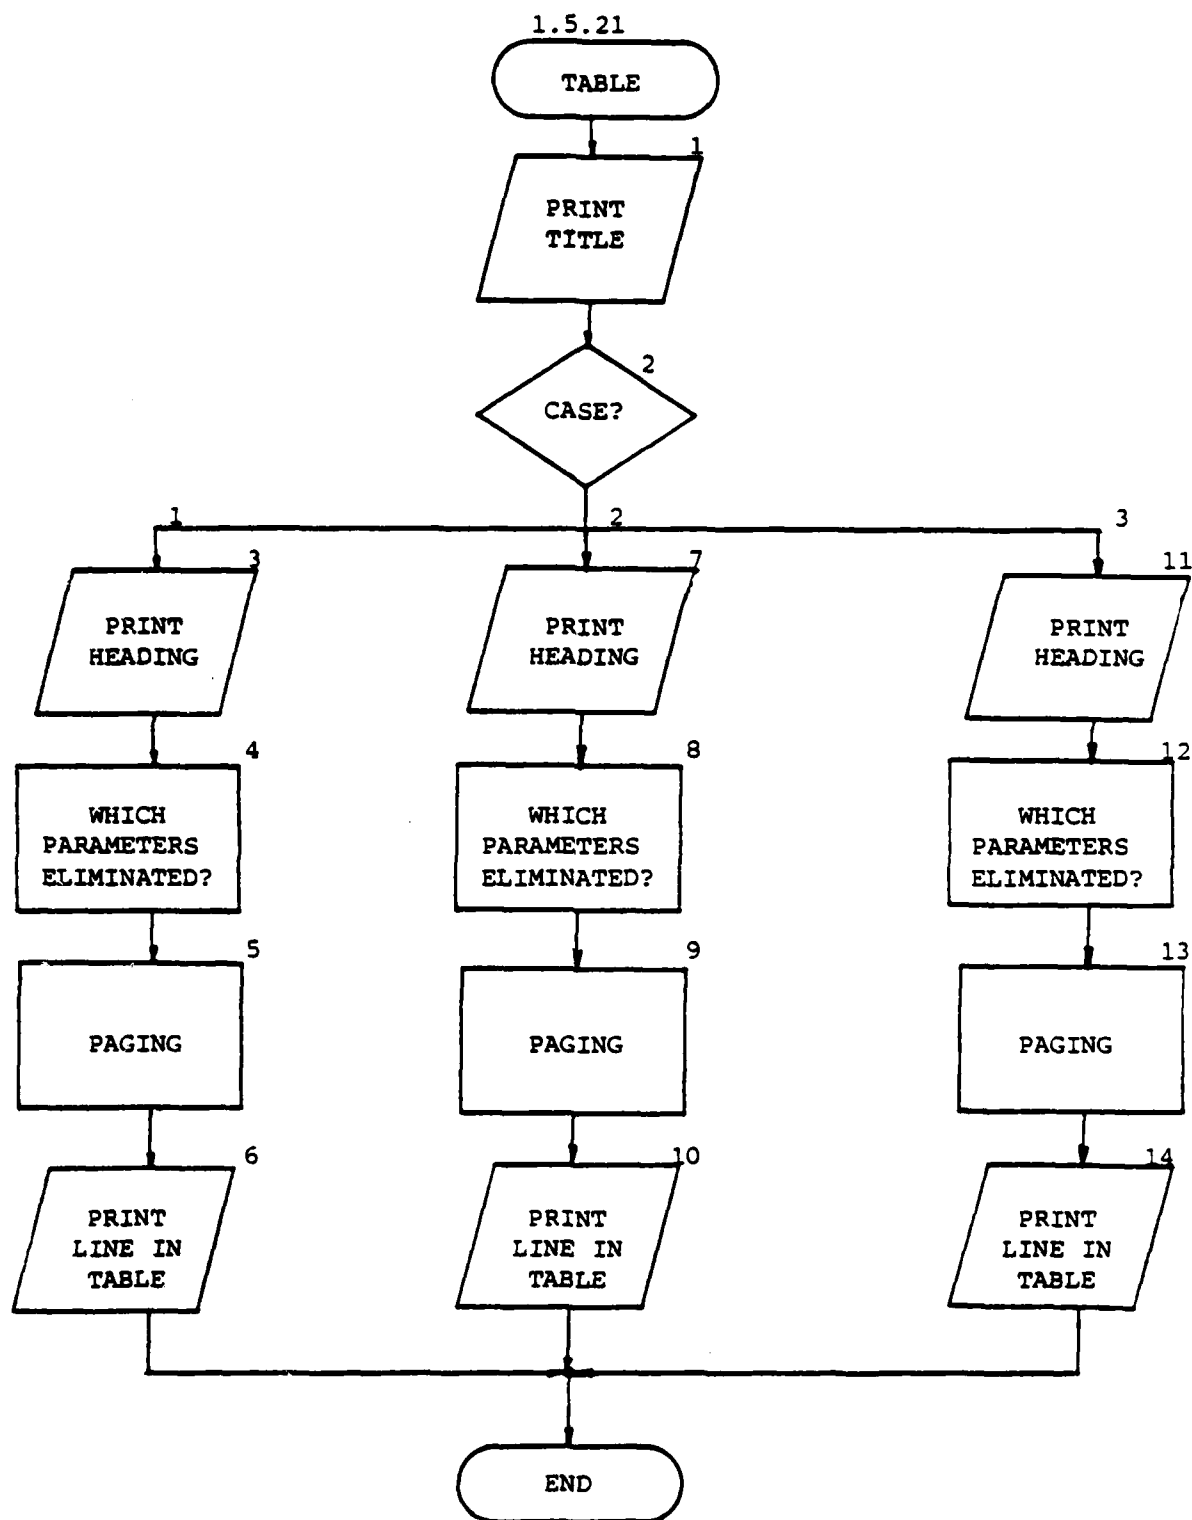 1.5.21
TABLE
1
PRINT
TITLE
2
CASE?
1
2
3
3
PRINT
HEADING
4
WHICH
PARAMETERS
ELIMINATED?
5
PAGING
6
PRINT
LINE IN
TABLE
7
PRINT
HEADING
8
WHICH
PARAMETERS
ELIMINATED?
9
PAGING
10
PRINT
LINE IN
TABLE
11
PRINT
HEADING
12
WHICH
PARAMETERS
ELIMINATED?
13
PAGING
14
PRINT
LINE IN
TABLE
END